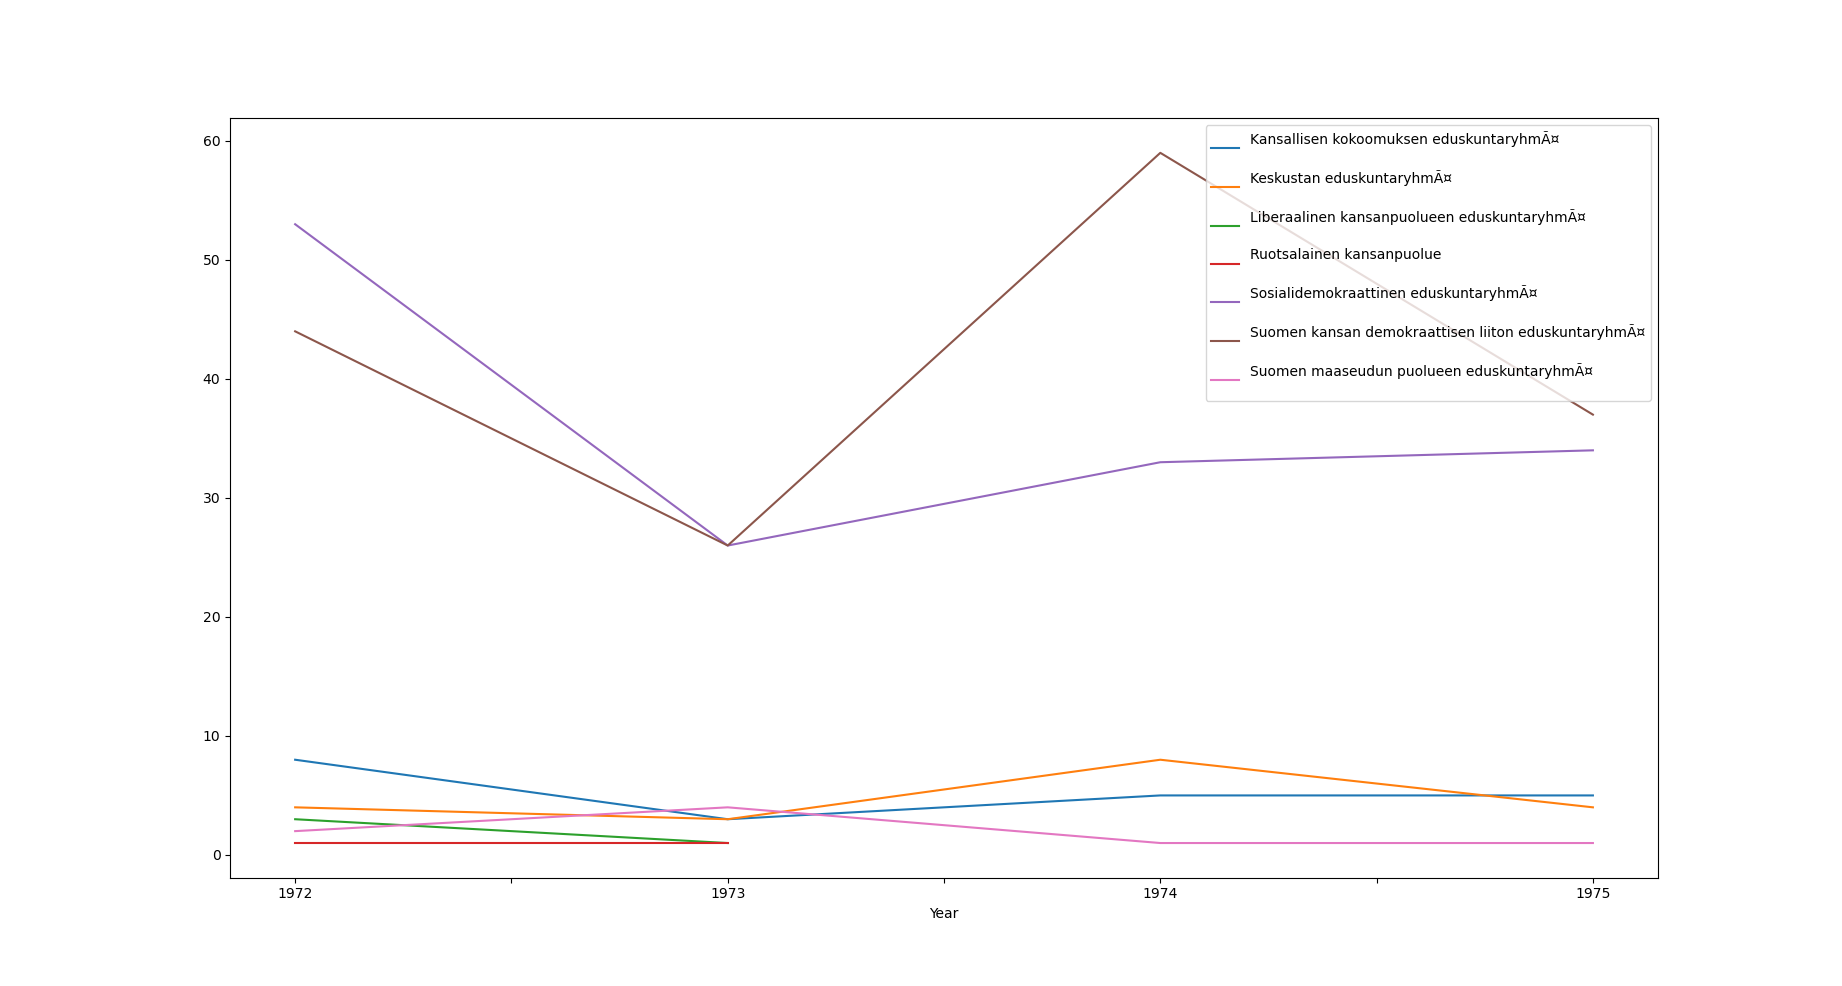 60
50
40
30
20
10
0
Kansallisen kokoomuksen eduskuntaryhmÃ¤
Keskustan eduskuntaryhmÃ¤
Liberaalinen kansanpuolueen eduskuntaryhmÃ¤
Ruotsalainen kansanpuolue
Sosialidemokraattinen eduskuntaryhmÃ¤
Suomen kansan demokraattisen liiton eduskuntaryhmÃ¤
Suomen maaseudun puolueen eduskuntaryhmÃ¤
1972 1973 1974 1975
Year